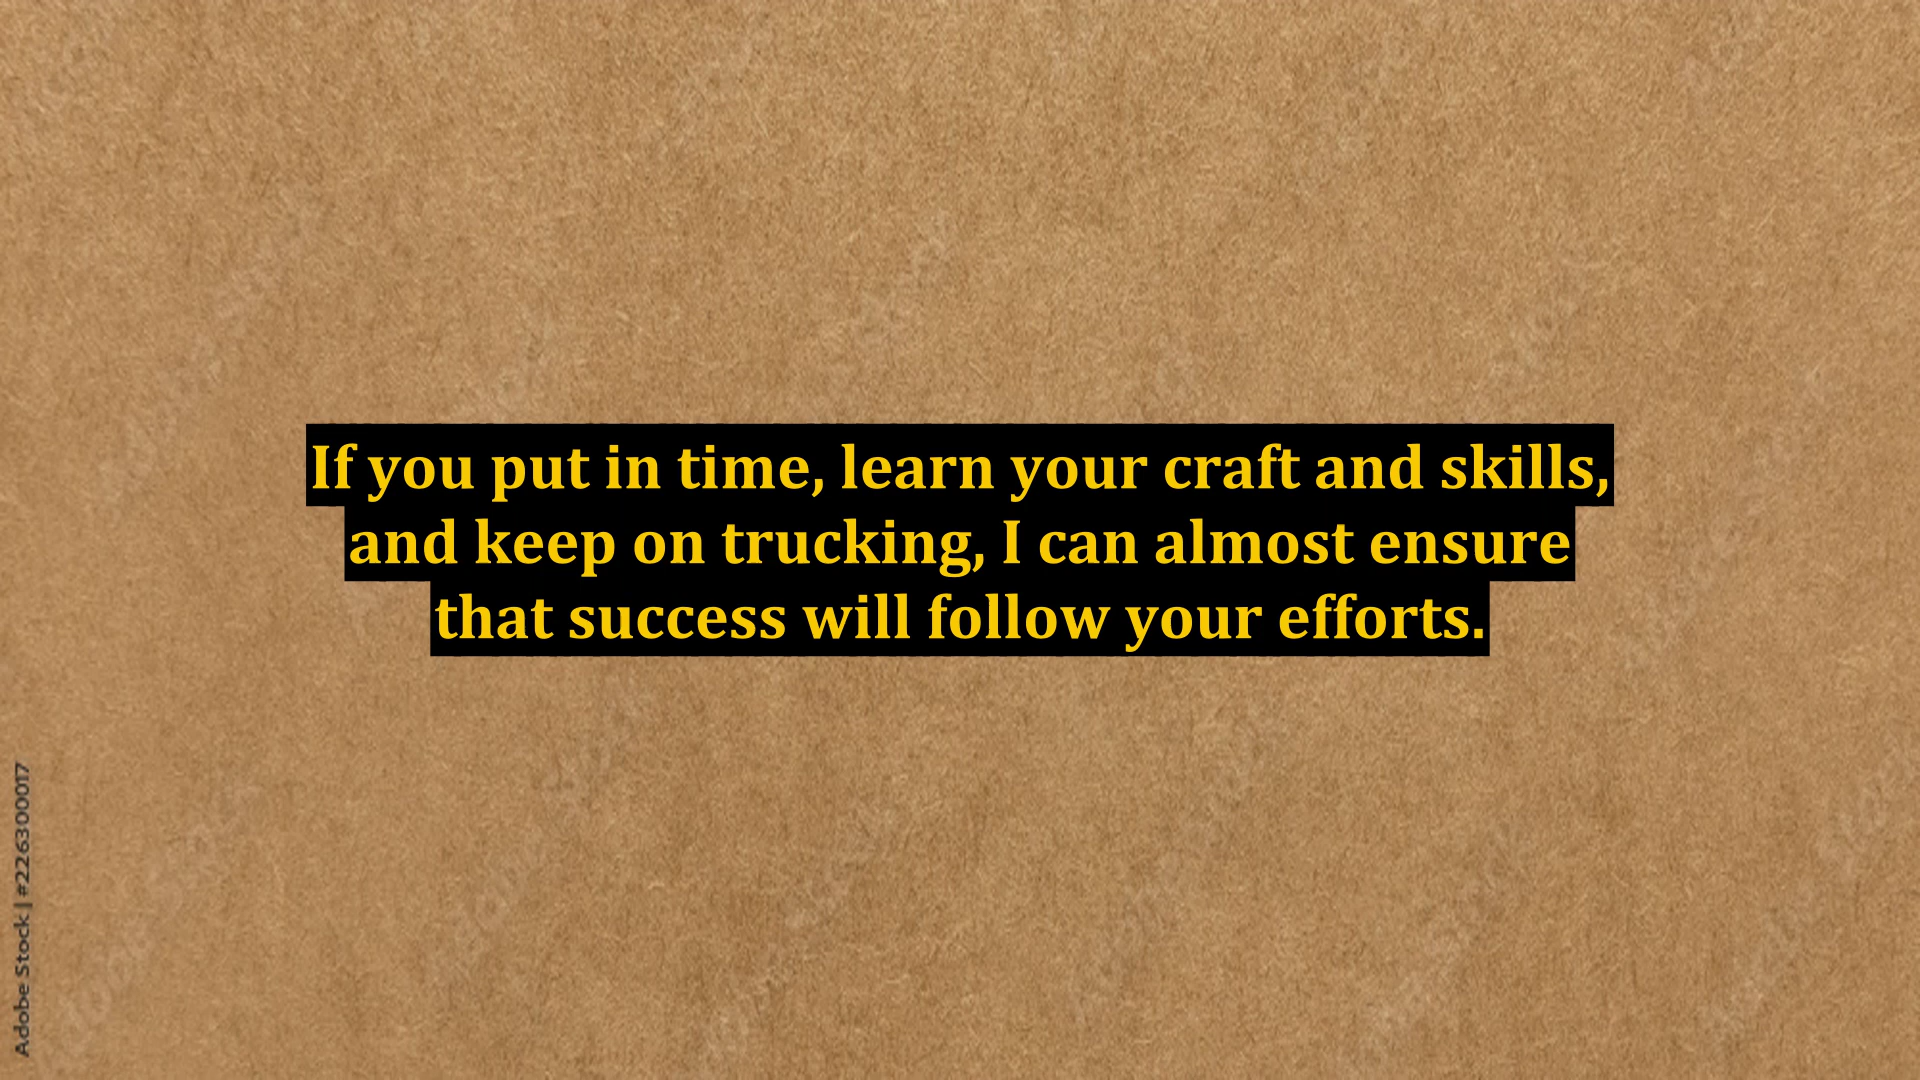 If you put in time, learn your craft and skills,
and keep on trucking, I can almost ensure
that success will follow your efforts.
Adobe Stock | #226300017